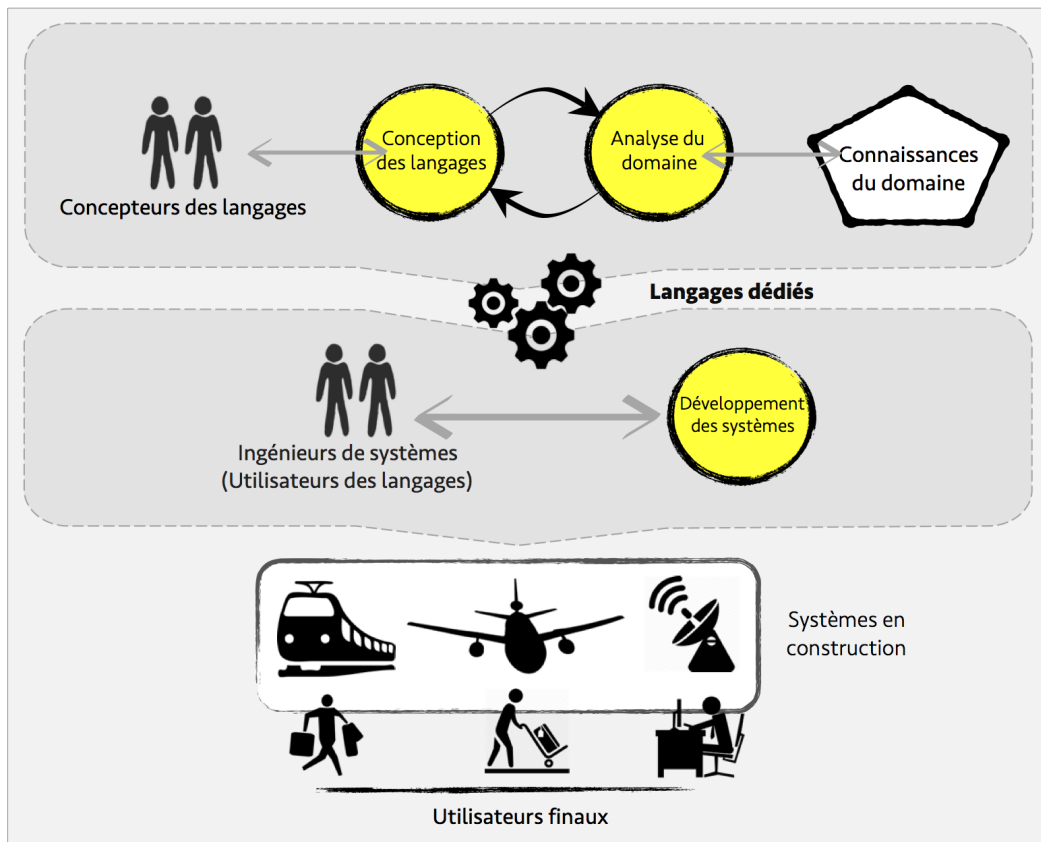 Conception
des langages
Analyse du
domaine
Connaissances
du domaine
Concepteurs des langages
Langages dédiés
Développement
des systèmes
Ingénieurs de systèmes
(Utilisateurs des langages)
Systèmes en
construction
Utilisateurs finaux